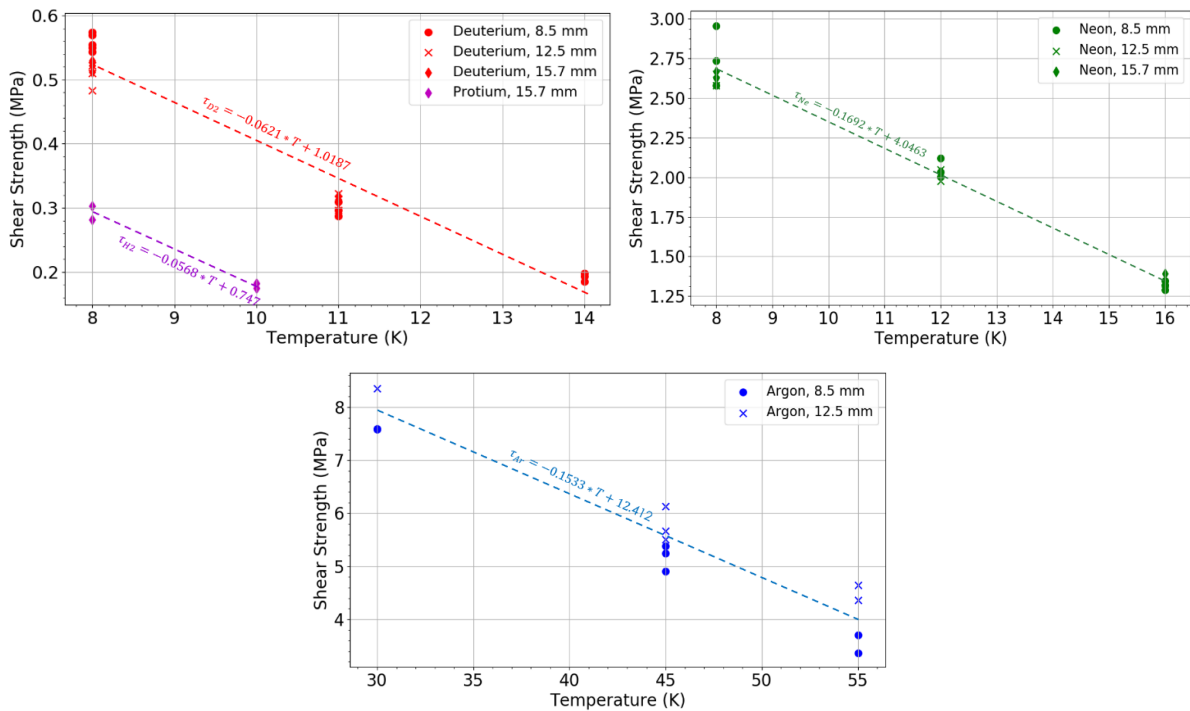 0.6
0.5
0.4
0.3
0.2
Shear Strength (MPa)
8
9
10
11
12
13
14
Temperature (K)
Deuterium, 8.5 mm
Deuterium, 12.5 mm
Deuterium, 15.7 mm
Protium, 15.7 mm
τ_D2 = −0.0621 * T + 1.0187
τ_H2 = −0.0568 * T + 0.747
3.00
2.75
2.50
2.25
2.00
1.75
1.50
1.25
Shear Strength (MPa)
8
9
10
11
12
13
14
15
16
Temperature (K)
Neon, 8.5 mm
Neon, 12.5 mm
Neon, 15.7 mm
τ_Ne = −0.1692 * T + 4.0463
8
7
6
5
4
Shear Strength (MPa)
30
35
40
45
50
55
Temperature (K)
Argon, 8.5 mm
Argon, 12.5 mm
τ_Ar = −0.1533 * T + 12.412